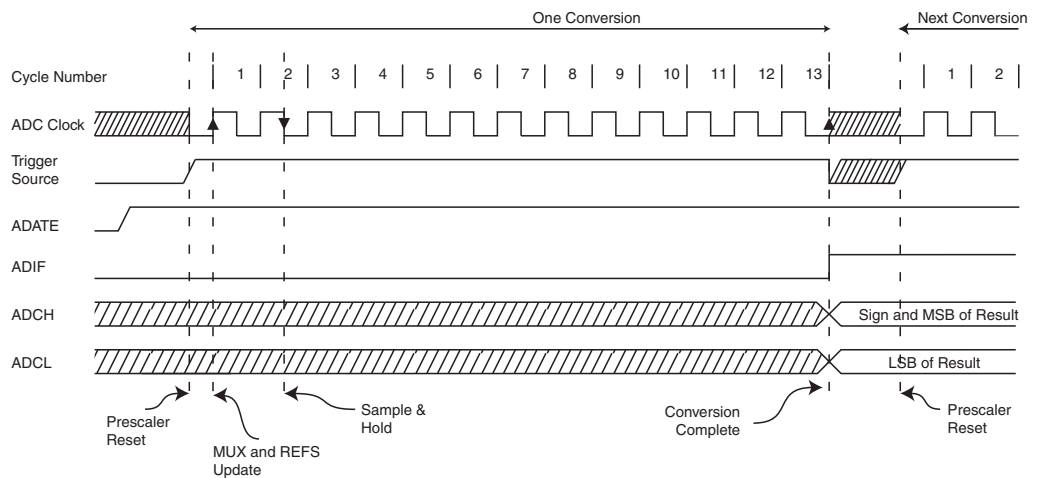 One Conversion
Next Conversion
Cycle Number
1 2 3 4 5 6 7 8 9 10 11 12 13 1 2
ADC Clock
Trigger
Source
ADATE
ADIF
ADCH
Sign and MSB of Result
ADCL
LSB of Result
Prescaler
Reset
MUX and REFS
Update
Sample &
Hold
Conversion
Complete
Prescaler
Reset